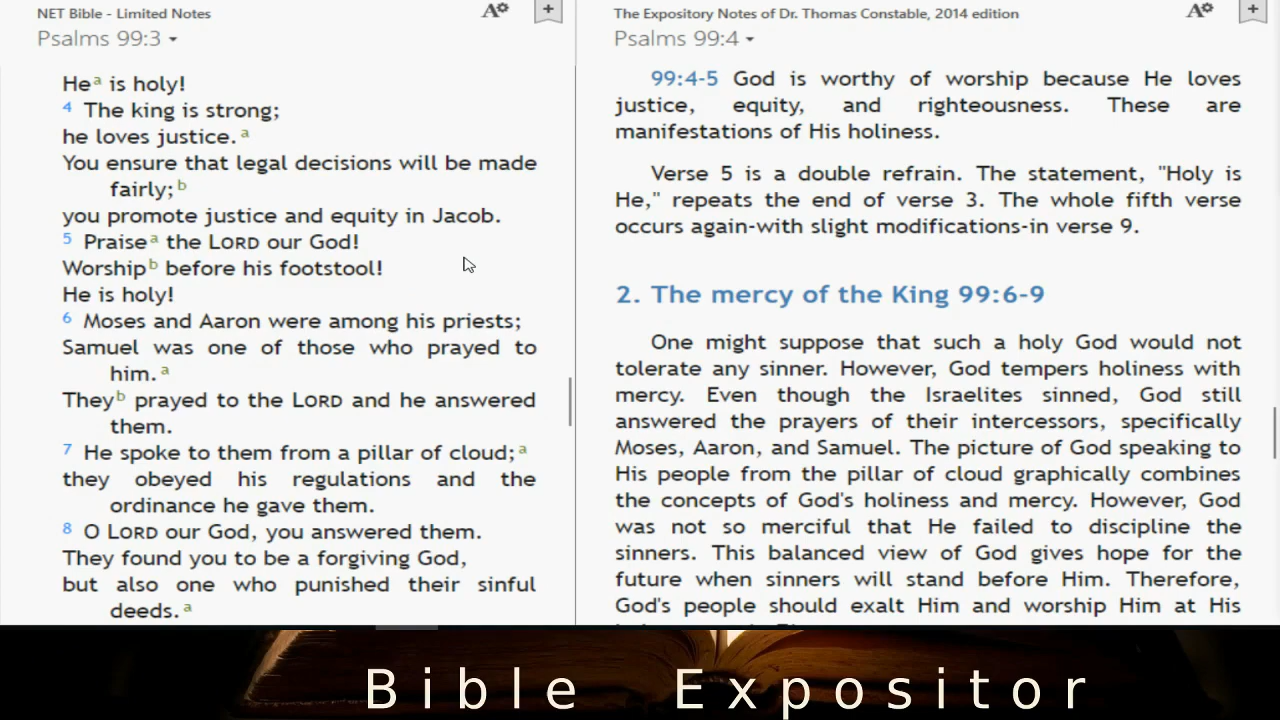 NET Bible - Limited Notes
Psalms 99:3
Heᵃ is holy!
4 The king is strong;
he loves justice.ᵃ
You ensure that legal decisions will be made
fairly;ᵇ
you promote justice and equity in Jacob.
5 Praiseᵃ the LORD our God!
Worshipᵇ before his footstool!
He is holy!
6 Moses and Aaron were among his priests;
Samuel was one of those who prayed to
him.ᵃ
Theyᵇ prayed to the LORD and he answered
them.
7 He spoke to them from a pillar of cloud;ᵃ
they obeyed his regulations and the
ordinance he gave them.
8 O LORD our God, you answered them.
They found you to be a forgiving God,
but also one who punished their sinful
deeds.ᵃ
The Expository Notes of Dr. Thomas Constable, 2014 edition
Psalms 99:4
99:4-5 God is worthy of worship because He loves
justice, equity, and righteousness. These are
manifestations of His holiness.
Verse 5 is a double refrain. The statement, "Holy is
He," repeats the end of verse 3. The whole fifth verse
occurs again-with slight modifications-in verse 9.
2. The mercy of the King 99:6-9
One might suppose that such a holy God would not
tolerate any sinner. However, God tempers holiness with
mercy. Even though the Israelites sinned, God still
answered the prayers of their intercessors, specifically
Moses, Aaron, and Samuel. The picture of God speaking to
His people from the pillar of cloud graphically combines
the concepts of God's holiness and mercy. However, God
was not so merciful that He failed to discipline the
sinners. This balanced view of God gives hope for the
future when sinners will stand before Him. Therefore,
God's people should exalt Him and worship Him at His
Bible Expositor